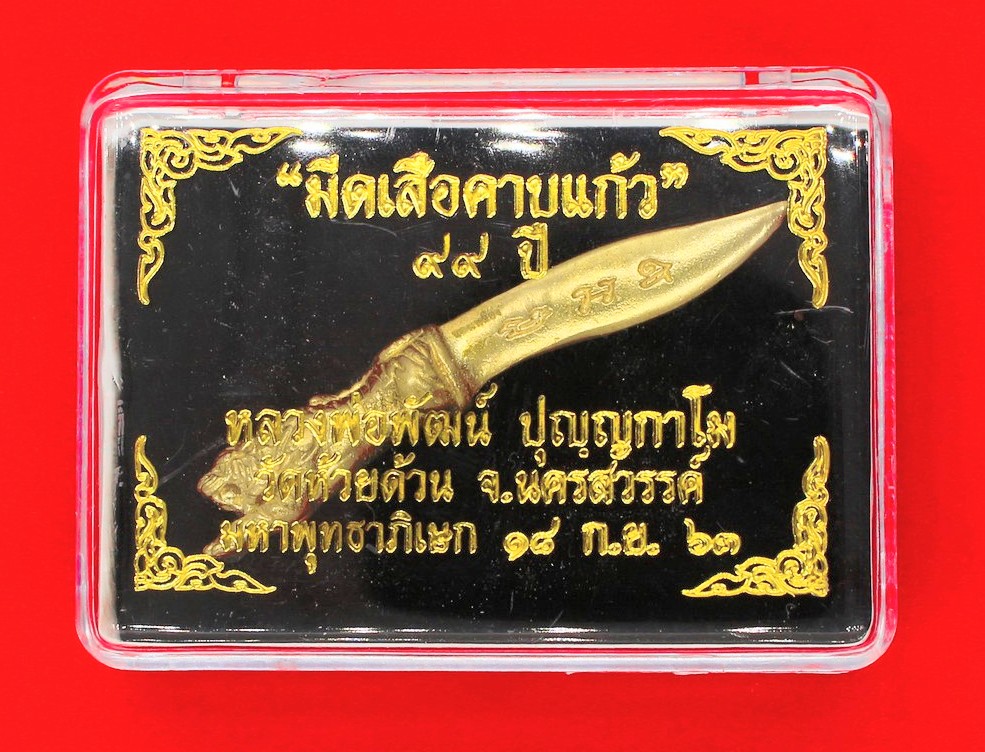 “มีดเสือคาบแก้ว”
๙๙ ปี
หลวงพ่อพัฒน์ ปุญฺญกาโม
วัดห้วยด้วน จ.นครสวรรค์
มหาพุทธาภิเษก ๑๘ ก.ย. ๖๓